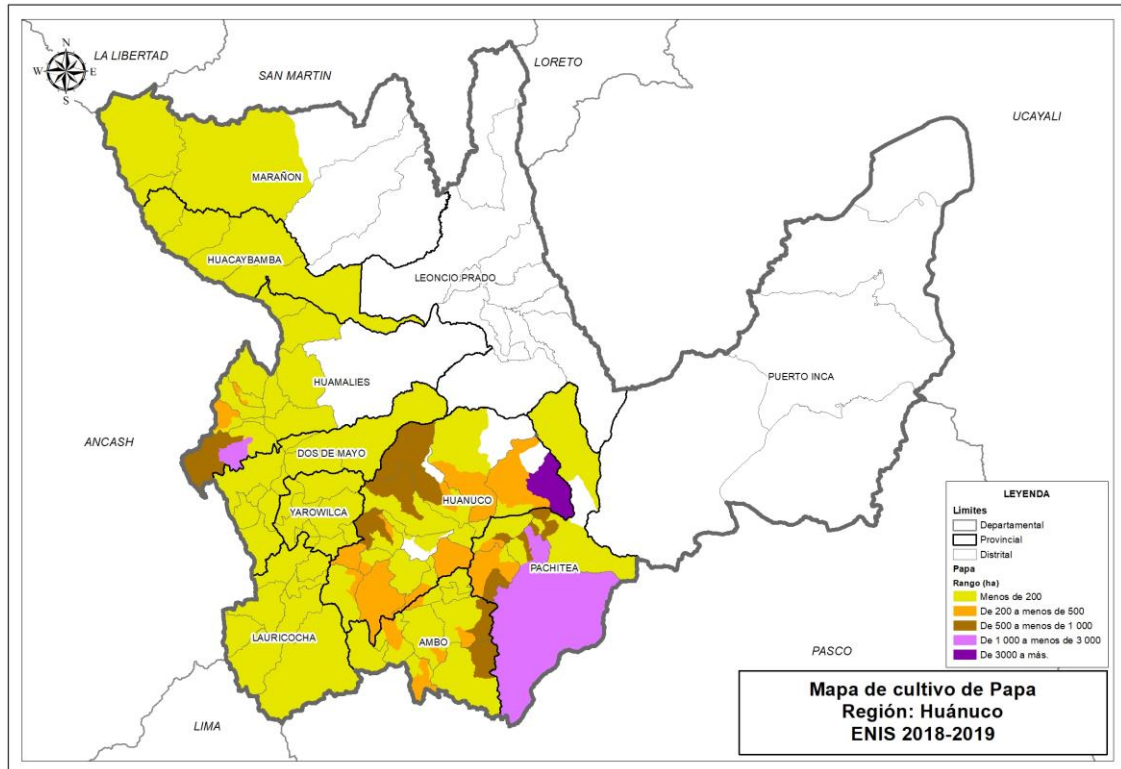 LA LIBERTAD
N
W E
S
SAN MARTIN
LORETO
UCAYALI
MARAÑON
HUACAYBAMBA
LEONCIO PRADO
PUERTO INCA
HUAMALIES
ANCASH
DOS DE MAYO
HUANUCO
YAROWILCA
PACHITEA
LAURICOCHA
AMBO
PASCO
LIMA
LEYENDA
Límites
Departamental
Provincial
Distrital
Papa
Rango (ha)
Menos de 200
De 200 a menos de 500
De 500 a menos de 1 000
De 1 000 a menos de 3 000
De 3000 a más.
Mapa de cultivo de Papa
Región: Huánuco
ENIS 2018-2019